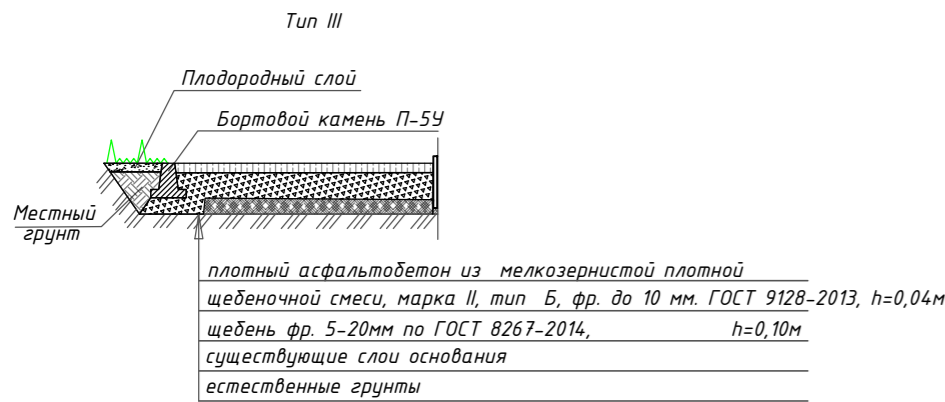 Тип III
Плодородный слой
Бортовой камень П-5У
Местный
грунт
плотный асфальтобетон из мелкозернистой плотной
щебеночной смеси, марка II, тип Б, фр. до 10 мм. ГОСТ 9128-2013, h=0,04м
щебень фр. 5-20мм по ГОСТ 8267-2014, h=0,10м
существующие слои основания
естественные грунты